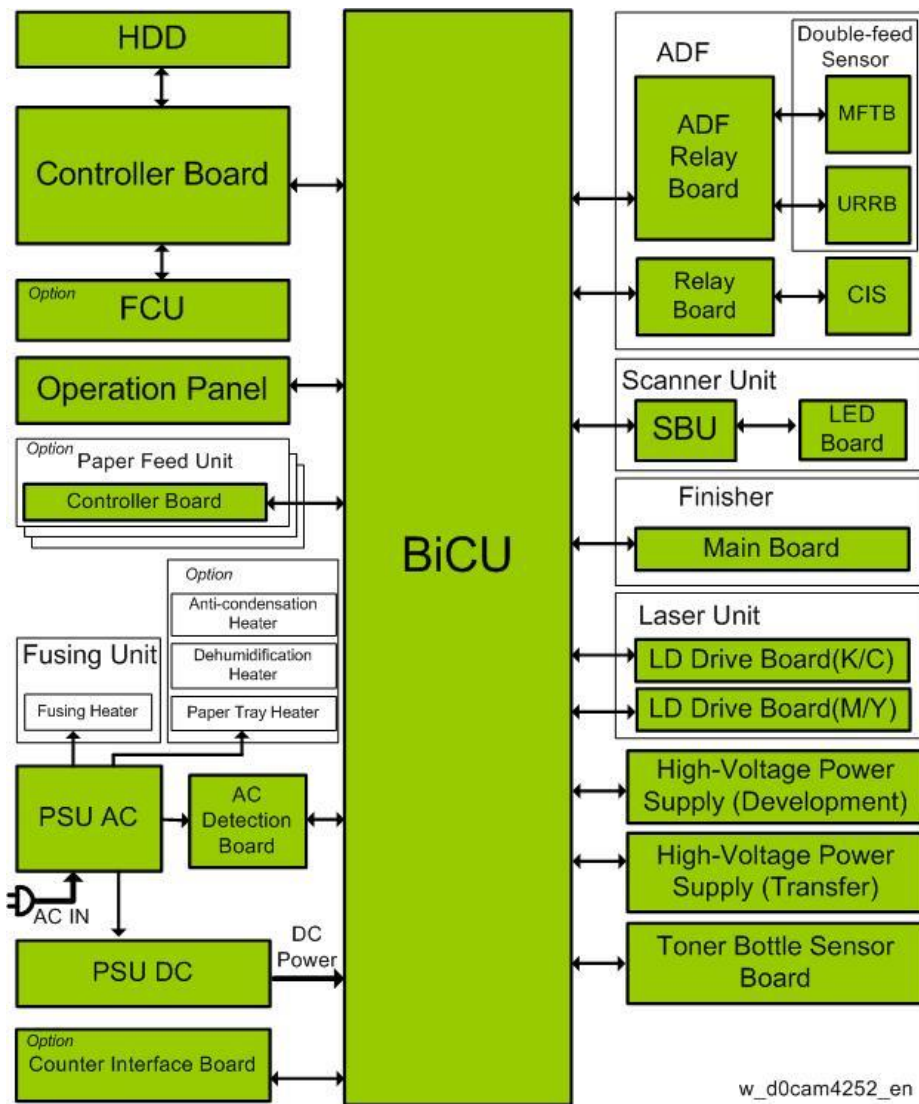 HDD
Controller Board
Option
FCU
Operation Panel
Option
Paper Feed Unit
Controller Board
Option
Anti-condensation
Heater
Dehumidification
Heater
Paper Tray Heater
Fusing Unit
Fusing Heater
PSU AC
AC
Detection
Board
AC IN
PSU DC
DC
Power
Option
Counter Interface Board
BiCU
ADF
Double-feed
Sensor
ADF
Relay
Board
MFTB
URRB
Relay
Board
CIS
Scanner Unit
SBU
LED
Board
Finisher
Main Board
Laser Unit
LD Drive Board(K/C)
LD Drive Board(M/Y)
High-Voltage Power
Supply (Development)
High-Voltage Power
Supply (Transfer)
Toner Bottle Sensor
Board
w_d0cam4252_en